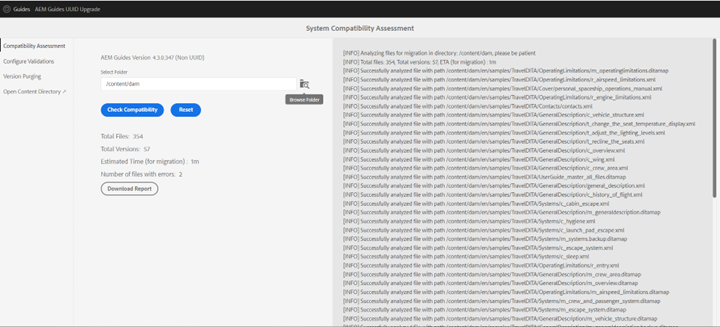 Guides AEM Guides UUID Upgrade
System Compatibility Assessment
Compatibility Assessment
Configure Validations
Version Purging
Open Content Directory ↗
AEM Guides Version 4.3.0.347 (Non UUID)
Select Folder
/content/dam
Browse Folder
Check Compatibility Reset
Total Files: 354
Total Versions: 57
Estimated Time (for migration) : 1m
Number of files with errors: 2
Download Report
[INFO] Analyzing files for migration in directory: /content/dam, please be patient
[INFO] Total files: 354, Total versions: 57, ETA (for migration) : 1m
[INFO] Successfully analyzed file with path /content/dam/en/samples/TravelDITA/OperatingLimitations/m_operatinglimitations.ditamap
[INFO] Successfully analyzed file with path /content/dam/en/samples/TravelDITA/OperatingLimitations/r_airspeed_limitations.xml
[INFO] Successfully analyzed file with path /content/dam/en/samples/TravelDITA/Cover/personal_spaceship_operations_manual.xml
[INFO] Successfully analyzed file with path /content/dam/en/samples/TravelDITA/OperatingLimitations/r_engine_limitations.xml
[INFO] Successfully analyzed file with path /content/dam/en/samples/TravelDITA/Contacts/contacts.xml
[INFO] Successfully analyzed file with path /content/dam/en/samples/TravelDITA/GeneralDescription/c_vehicle_structure.xml
[INFO] Successfully analyzed file with path /content/dam/en/samples/TravelDITA/GeneralDescription/t_change_the_seat_temperature_display.xml
[INFO] Successfully analyzed file with path /content/dam/en/samples/TravelDITA/GeneralDescription/t_adjust_the_lighting_levels.xml
[INFO] Successfully analyzed file with path /content/dam/en/samples/TravelDITA/GeneralDescription/t_recline_the_seats.xml
[INFO] Successfully analyzed file with path /content/dam/en/samples/TravelDITA/GeneralDescription/c_overview.xml
[INFO] Successfully analyzed file with path /content/dam/en/samples/TravelDITA/GeneralDescription/c_wing.xml
[INFO] Successfully analyzed file with path /content/dam/en/samples/TravelDITA/GeneralDescription/c_crew_area.xml
[INFO] Successfully analyzed file with path /content/dam/en/samples/TravelDITA/UserGuide_master_all_files.ditamap
[INFO] Successfully analyzed file with path /content/dam/en/samples/TravelDITA/GeneralDescription/general_description.xml
[INFO] Successfully analyzed file with path /content/dam/en/samples/TravelDITA/GeneralDescription/c_history_of_flight.xml
[INFO] Successfully analyzed file with path /content/dam/en/samples/TravelDITA/Systems/c_cabin_escape.xml
[INFO] Successfully analyzed file with path /content/dam/en/samples/TravelDITA/GeneralDescription/m_generaldescription.ditamap
[INFO] Successfully analyzed file with path /content/dam/en/samples/TravelDITA/Systems/c_hygiene.xml
[INFO] Successfully analyzed file with path /content/dam/en/samples/TravelDITA/Systems/c_launch_pad_escape.xml
[INFO] Successfully analyzed file with path /content/dam/en/samples/TravelDITA/Systems/m_systems.backup.ditamap
[INFO] Successfully analyzed file with path /content/dam/en/samples/TravelDITA/Systems/c_escape_system.xml
[INFO] Successfully analyzed file with path /content/dam/en/samples/TravelDITA/Systems/c_sleep.xml
[INFO] Successfully analyzed file with path /content/dam/en/samples/TravelDITA/OperatingLimitations/r_entry.xml
[INFO] Successfully analyzed file with path /content/dam/en/samples/TravelDITA/GeneralDescription/m_crew_area.ditamap
[INFO] Successfully analyzed file with path /content/dam/en/samples/TravelDITA/GeneralDescription/m_overview.ditamap
[INFO] Successfully analyzed file with path /content/dam/en/samples/TravelDITA/OperatingLimitations/m_airspeed_limitations.ditamap
[INFO] Successfully analyzed file with path /content/dam/en/samples/TravelDITA/Systems/m_crew_and_passenger_system.ditamap
[INFO] Successfully analyzed file with path /content/dam/en/samples/TravelDITA/Systems/m_escape_system.ditamap
[INFO] Successfully analyzed file with path /content/dam/en/samples/TravelDITA/GeneralDescription/m_vehicle_structure.ditamap